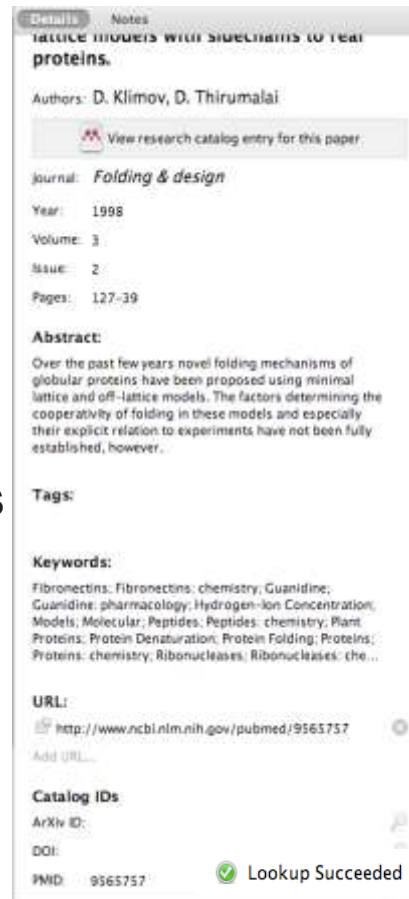 Details Notes
lattice models with sidechains to real
proteins.
Authors: D. Klimov, D. Thirumalai
View research catalog entry for this paper
Journal: Folding & design
Year: 1998
Volume: 3
Issue: 2
Pages: 127-39
Abstract:
Over the past few years novel folding mechanisms of
globular proteins have been proposed using minimal
lattice and off-lattice models. The factors determining the
cooperativity of folding in these models and especially
their explicit relation to experiments have not been fully
established, however.
s
Tags:
Keywords:
Fibronectins; Fibronectins: chemistry; Guanidine;
Guanidine: pharmacology; Hydrogen-Ion Concentration;
Models; Molecular; Peptides; Peptides: chemistry; Plant
Proteins; Protein Denaturation; Protein Folding; Proteins;
Proteins: chemistry; Ribonucleases; Ribonucleases: che...
URL:
http://www.ncbi.nlm.nih.gov/pubmed/9565757
Add URL...
Catalog IDs
ArXiv ID:
DOI:
PMID: 9565757
Lookup Succeeded